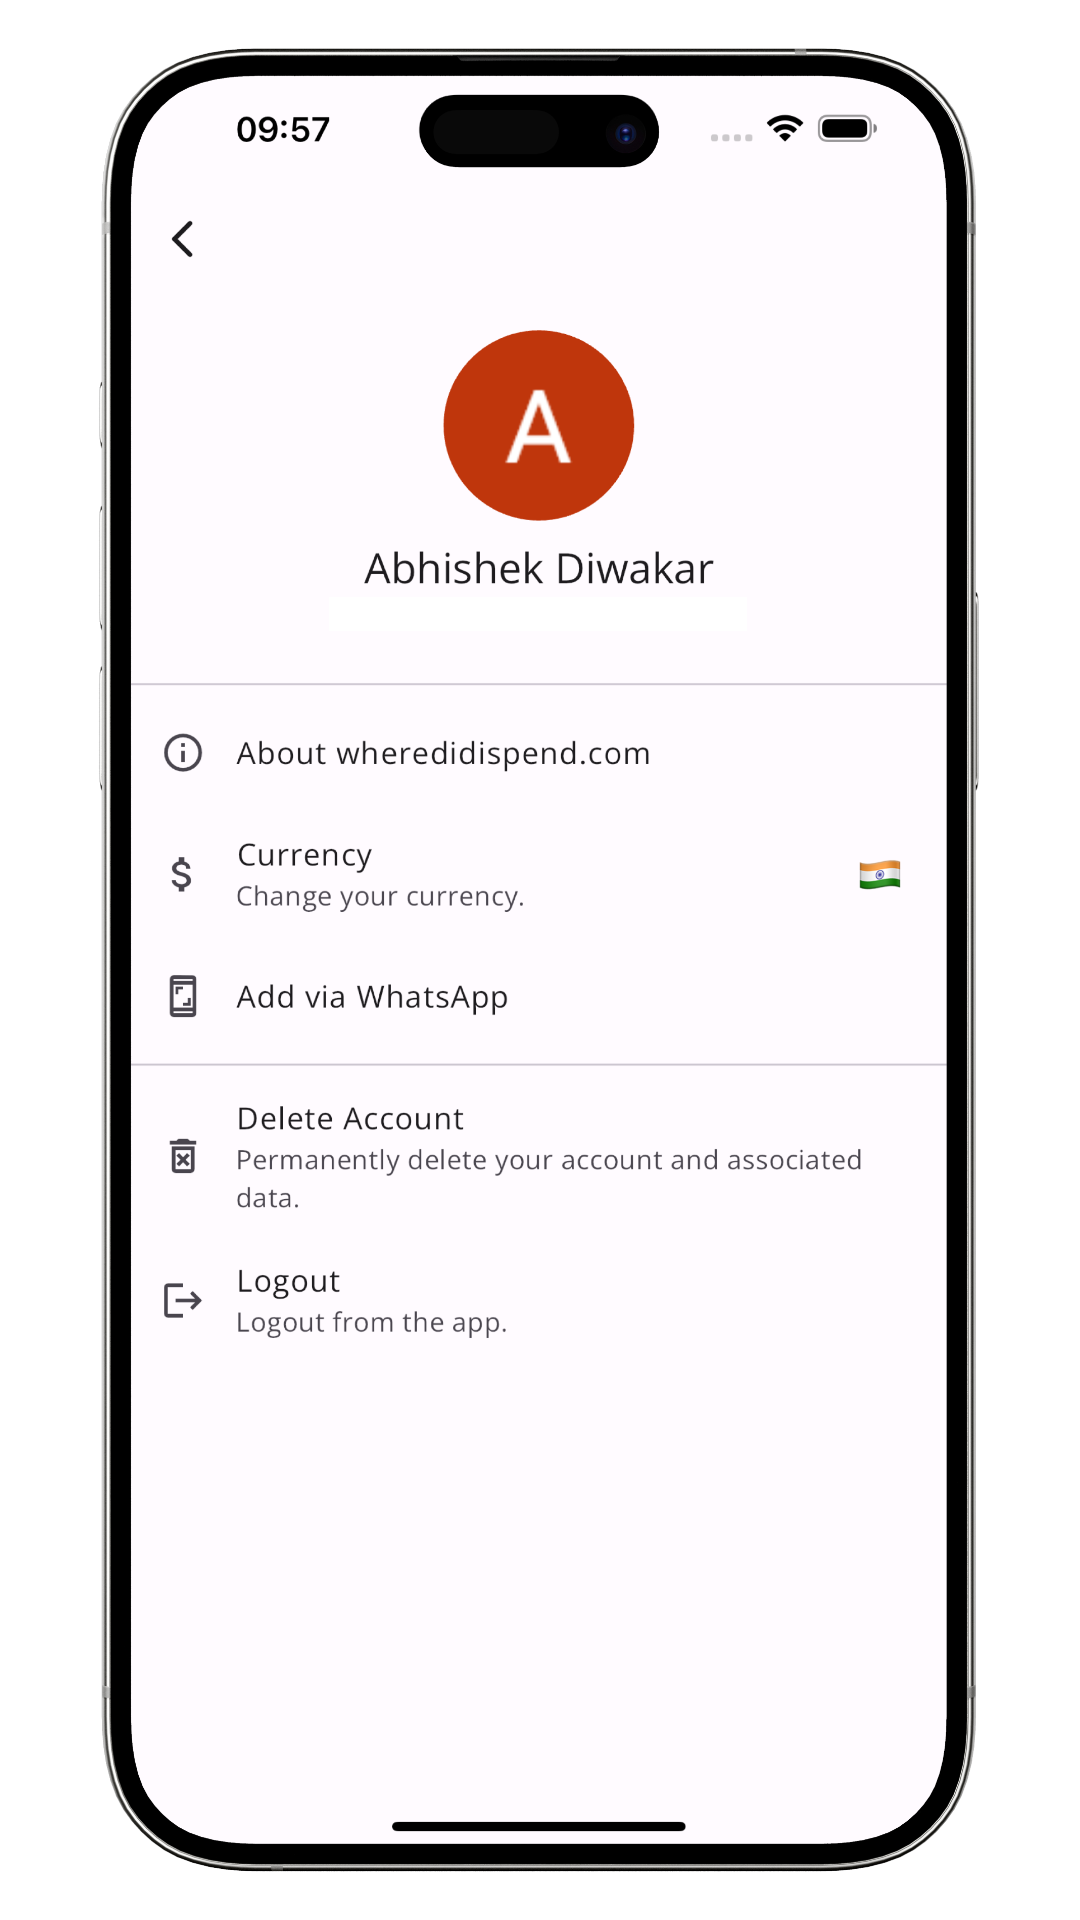 09:57
A
Abhishek Diwakar
About wheredidispend.com
Currency
Change your currency.
Add via WhatsApp
Delete Account
Permanently delete your account and associated
data.
Logout
Logout from the app.